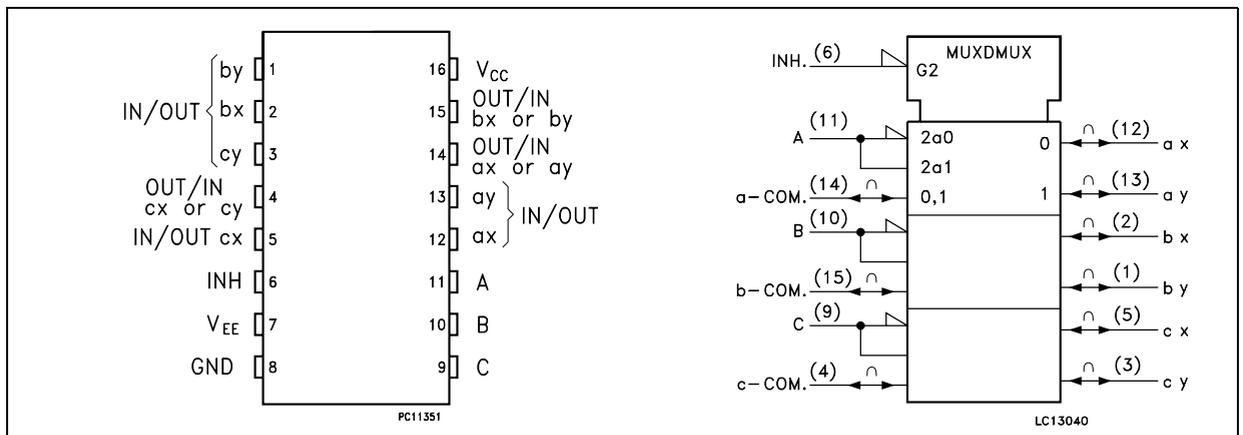 by 1
bx 2
cy 3
IN/OUT
OUT/IN
cx or cy 4
IN/OUT cx 5
INH 6
VEE 7
GND 8
16 VCC
15 OUT/IN
bx or by
14 OUT/IN
ax or ay
13 ay
12 ax
IN/OUT
11 A
10 B
9 C
PC11351
MUXDMUX
INH. (6)
G2
A (11)
2a0
2a1
a-COM. (14) ∩
0,1
B (10)
b-COM. (15) ∩
C (9)
c-COM. (4) ∩
0 ∩ (12) a x
1 ∩ (13) a y
∩ (2) b x
∩ (1) b y
∩ (5) c x
∩ (3) c y
LC13040